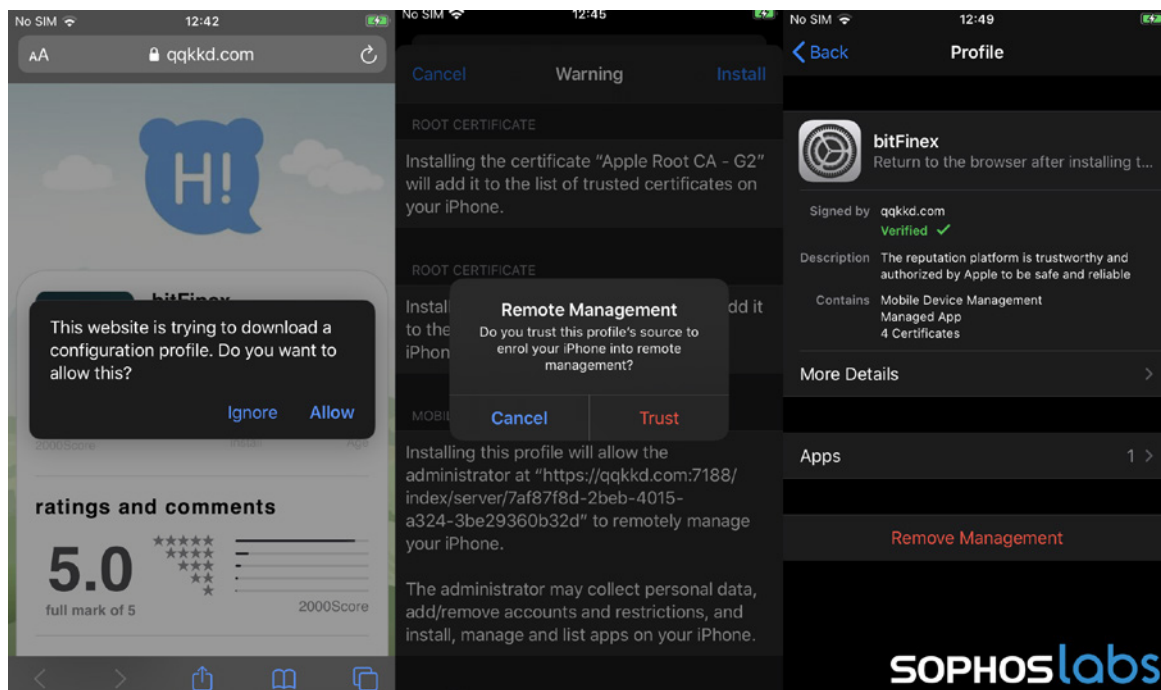 No SIM
12:42
AA
qqkkd.com
H!
bitFinex
This website is trying to download a
configuration profile. Do you want to
allow this?
Ignore
Allow
2000Score
Install
Age
ratings and comments
5.0
full mark of 5
2000Score
No SIM
12:45
Cancel
Warning
Install
ROOT CERTIFICATE
Installing the certificate “Apple Root CA - G2”
will add it to the list of trusted certificates on
your iPhone.
ROOT CERTIFICATE
Instal
dd it
to the
iPhon
Remote Management
Do you trust this profile's source to
enrol your iPhone into remote
management?
Cancel
Trust
MOBIL
Installing this profile will allow the
administrator at “https://qqkkd.com:7188/
index/server/7af87f8d-2beb-4015-
a324-3be29360b32d” to remotely manage
your iPhone.
The administrator may collect personal data,
add/remove accounts and restrictions, and
install, manage and list apps on your iPhone.
No SIM
12:49
Back
Profile
bitFinex
Return to the browser after installing t...
Signed by qqkkd.com
Verified
Description The reputation platform is trustworthy and
authorized by Apple to be safe and reliable
Contains Mobile Device Management
Managed App
4 Certificates
More Details
Apps 1
Remove Management
SOPHOSlabs